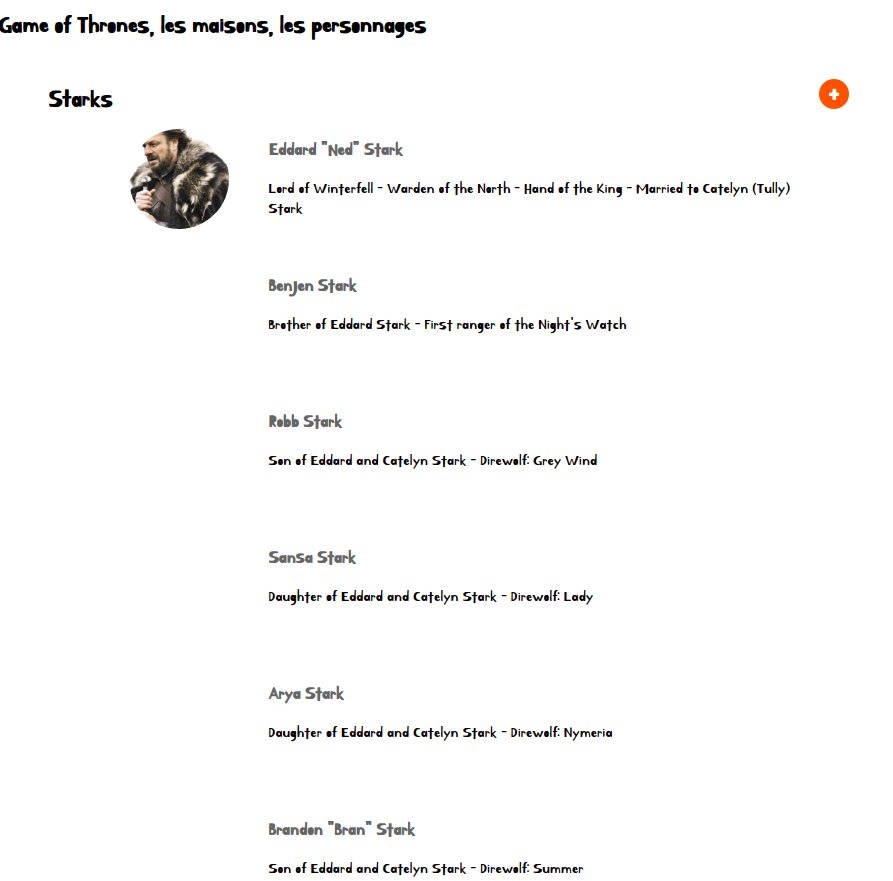 Game of Thrones, les maisons, les personnages
Starks
+
Eddard "Ned" Stark
Lord of Winterfell - Warden of the North - Hand of the King - Married to Catelyn (Tully)
Stark
Benjen Stark
Brother of Eddard Stark - First ranger of the Night's Watch
Robb Stark
Son of Eddard and Catelyn Stark - Direwolf: Grey Wind
Sansa Stark
Daughter of Eddard and Catelyn Stark - Direwolf: Lady
Arya Stark
Daughter of Eddard and Catelyn Stark - Direwolf: Nymeria
Brandon "Bran" Stark
Son of Eddard and Catelyn Stark - Direwolf: Summer